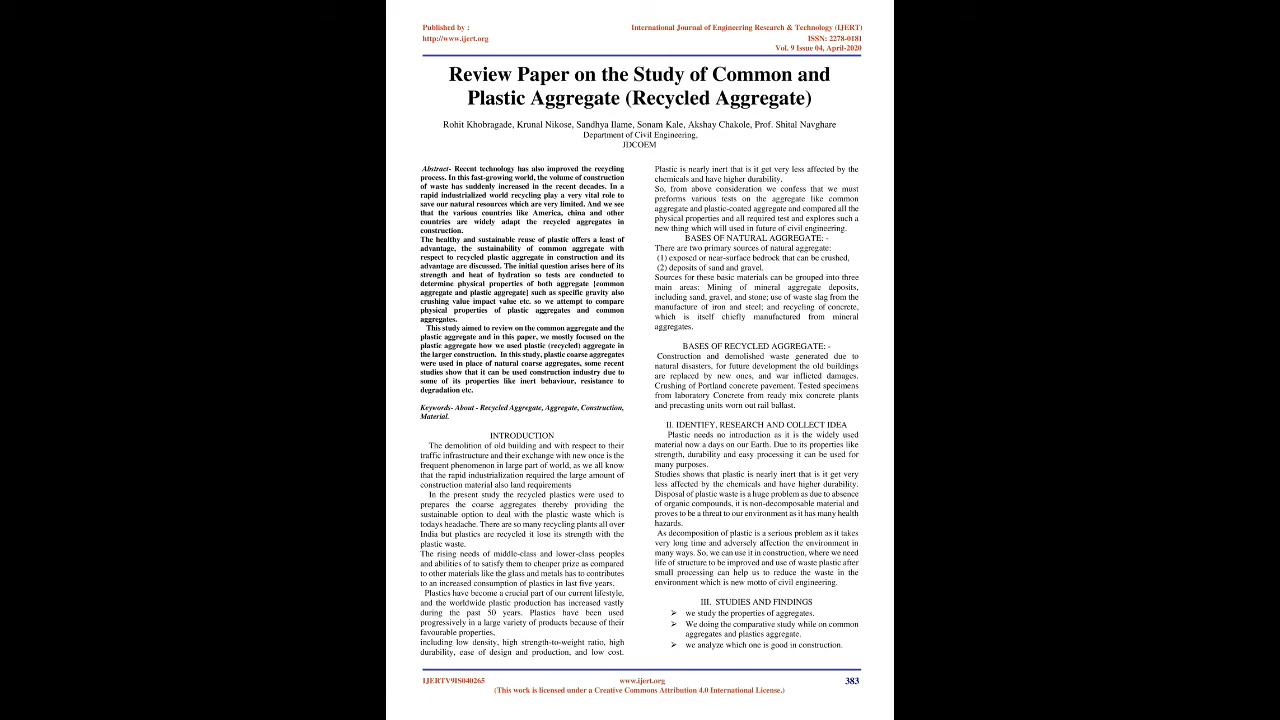 Published by :
http://www.ijert.org
International Journal of Engineering Research & Technology (IJERT)
ISSN: 2278-0181
Vol. 9 Issue 04, April-2020
Review Paper on the Study of Common and
Plastic Aggregate (Recycled Aggregate)
Rohit Khobragade, Krunal Nikose, Sandhya Ilame, Sonam Kale, Akshay Chakole, Prof. Shital Navghare
Department of Civil Engineering,
JDCOEM
Abstract- Recent technology has also improved the recycling
process. In this fast-growing world, the volume of construction
of waste has suddenly increased in the recent decades. In a
rapid industrialized world recycling play a very vital role to
save our natural resources which are very limited. And we see
that the various countries like America, china and other
countries are widely adapt the recycled aggregates in
construction.
The healthy and sustainable reuse of plastic offers a least of
advantage, the sustainability of common aggregate with
respect to recycled plastic aggregate in construction and its
advantage are discussed. The initial question arises here of its
strength and heat of hydration so tests are conducted to
determine physical properties of both aggregate [common
aggregate and plastic aggregate] such as specific gravity also
crushing value impact value etc. so we attempt to compare
physical properties of plastic aggregates and common
aggregates.
This study aimed to review on the common aggregate and the
plastic aggregate and in this paper, we mostly focused on the
plastic aggregate how we used plastic (recycled) aggregate in
the larger construction. In this study, plastic coarse aggregates
were used in place of natural coarse aggregates, some recent
studies show that it can be used construction industry due to
some of its properties like inert behaviour, resistance to
degradation etc.
Keywords- About - Recycled Aggregate, Aggregate, Construction,
Material.
INTRODUCTION
The demolition of old building and with respect to their
traffic infrastructure and their exchange with new once is the
frequent phenomenon in large part of world, as we all know
that the rapid industrialization required the large amount of
construction material also land requirements
In the present study the recycled plastics were used to
prepares the coarse aggregates thereby providing the
sustainable option to deal with the plastic waste which is
todays headache. There are so many recycling plants all over
India but plastics are recycled it lose its strength with the
plastic waste.
The rising needs of middle-class and lower-class peoples
and abilities of to satisfy them to cheaper prize as compared
to other materials like the glass and metals has to contributes
to an increased consumption of plastics in last five years.
Plastics have become a crucial part of our current lifestyle,
and the worldwide plastic production has increased vastly
during the past 50 years. Plastics have been used
progressively in a large variety of products because of their
favourable properties,
including low density, high strength-to-weight ratio, high
durability, ease of design and production, and low cost.
Plastic is nearly inert that is it get very less affected by the
chemicals and have higher durability.
So, from above consideration we confess that we must
preforms various tests on the aggregate like common
aggregate and plastic-coated aggregate and compared all the
physical properties and all required test and explores such a
new thing which will used in future of civil engineering.
BASES OF NATURAL AGGREGATE: -
There are two primary sources of natural aggregate:
(1) exposed or near-surface bedrock that can be crushed,
(2) deposits of sand and gravel.
Sources for these basic materials can be grouped into three
main areas: Mining of mineral aggregate deposits,
including sand, gravel, and stone; use of waste slag from the
manufacture of iron and steel; and recycling of concrete,
which is itself chiefly manufactured from mineral
aggregates.
BASES OF RECYCLED AGGREGATE: -
Construction and demolished waste generated due to
natural disasters, for future development the old buildings
are replaced by new ones, and war inflicted damages.
Crushing of Portland concrete pavement. Tested specimens
from laboratory Concrete from ready mix concrete plants
and precasting units worn out rail ballast.
II. IDENTIFY, RESEARCH AND COLLECT IDEA
Plastic needs no introduction as it is the widely used
material now a days on our Earth. Due to its properties like
strength, durability and easy processing it can be used for
many purposes.
Studies shows that plastic is nearly inert that is it get very
less affected by the chemicals and have higher durability.
Disposal of plastic waste is a huge problem as due to absence
of organic compounds, it is non-decomposable material and
proves to be a threat to our environment as it has many health
hazards.
As decomposition of plastic is a serious problem as it takes
very long time and adversely affection the environment in
many ways. So, we can use it in construction, where we need
life of structure to be improved and use of waste plastic after
small processing can help us to reduce the waste in the
environment which is new motto of civil engineering.
III. STUDIES AND FINDINGS
➢ we study the properties of aggregates.
➢ We doing the comparative study while on common
aggregates and plastics aggregate.
➢ we analyze which one is good in construction.
IJERTV9IS040265
www.ijert.org
383
(This work is licensed under a Creative Commons Attribution 4.0 International License.)